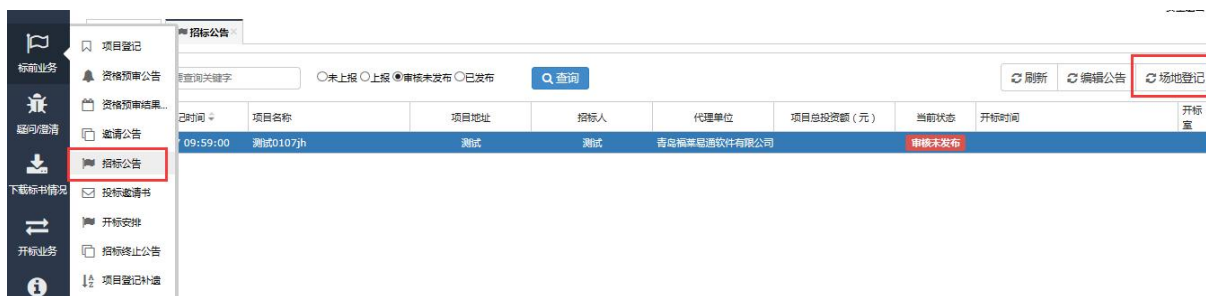 招标公告
标前业务
疑问/澄清
下载标书情况
开标业务
项目登记
资格预审公告
资格预审结果...
邀请公告
招标公告
投标邀请书
开标安排
招标终止公告
项目登记补遗
查询关键字
未上报 上报 审核未发布 已发布
查询
刷新 编辑公告 场地登记
记时间 项目名称 项目地址 招标人 代理单位 项目总投资额（元） 当前状态 开标时间 开标室
09:59:00 测试0107jh 测试 测试 青岛福莱易通软件有限公司 审核未发布